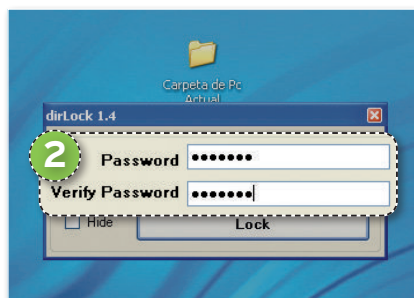 Carpeta de Pc
Actual
dirLock 1.4
2
Password •••••••
Verify Password •••••••
Hide
Lock